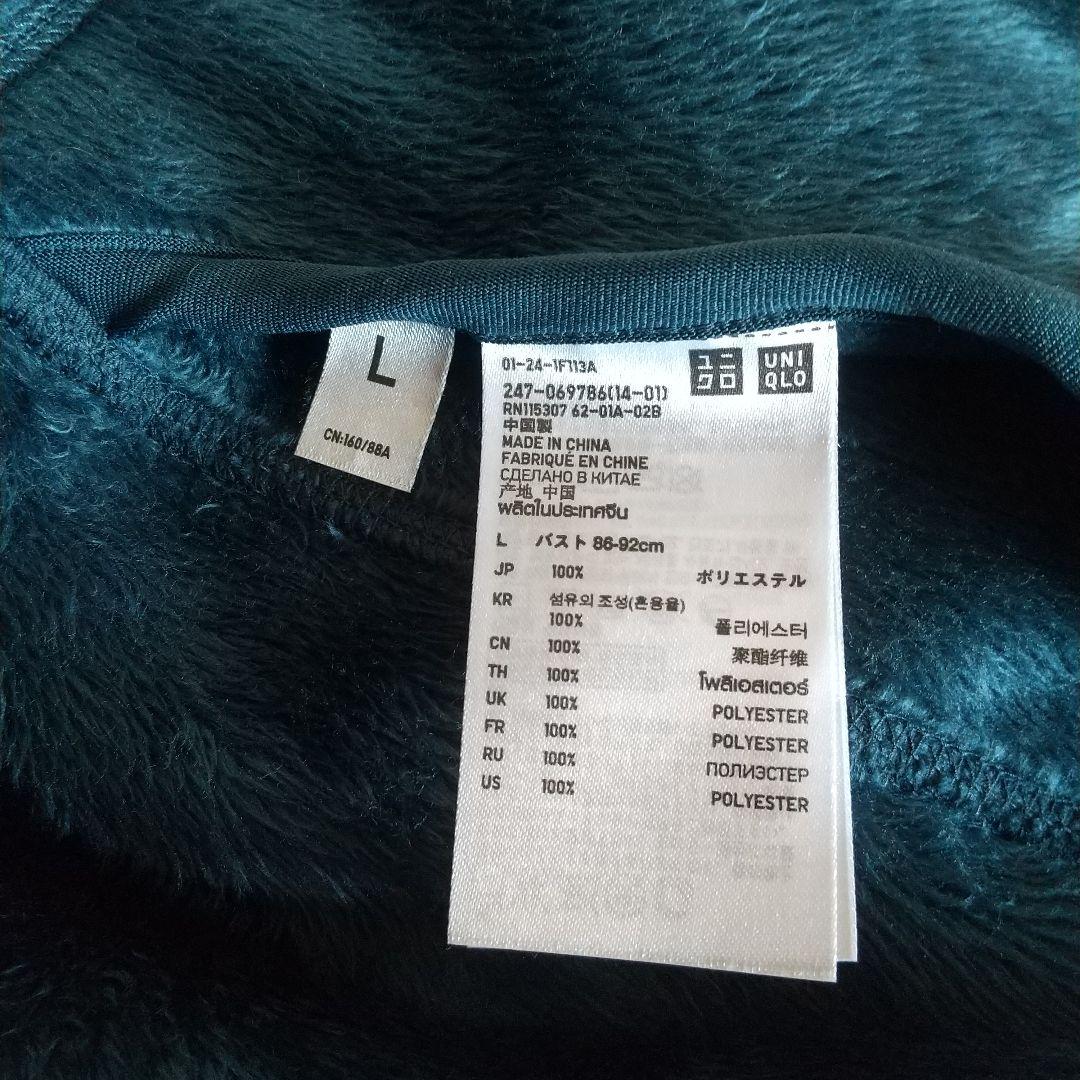 L
CN:160/88A
ユニ
クロ
UNI
QLO
01-24-1F113A
247-069786(14-01)
RN115307 62-01A-02B
中国製
MADE IN CHINA
FABRIQUÉ EN CHINE
СДЕЛАНО В КИТАЕ
产地 中国
ผลิตในประเทศจีน
L バスト 86-92cm
JP 100% ポリエステル
KR 섬유의 조성(혼용율)
100% 폴리에스터
CN 100% 聚酯纤维
TH 100% โพลิเอสเตอร์
UK 100% POLYESTER
FR 100% POLYESTER
RU 100% ПОЛИЭСТЕР
US 100% POLYESTER